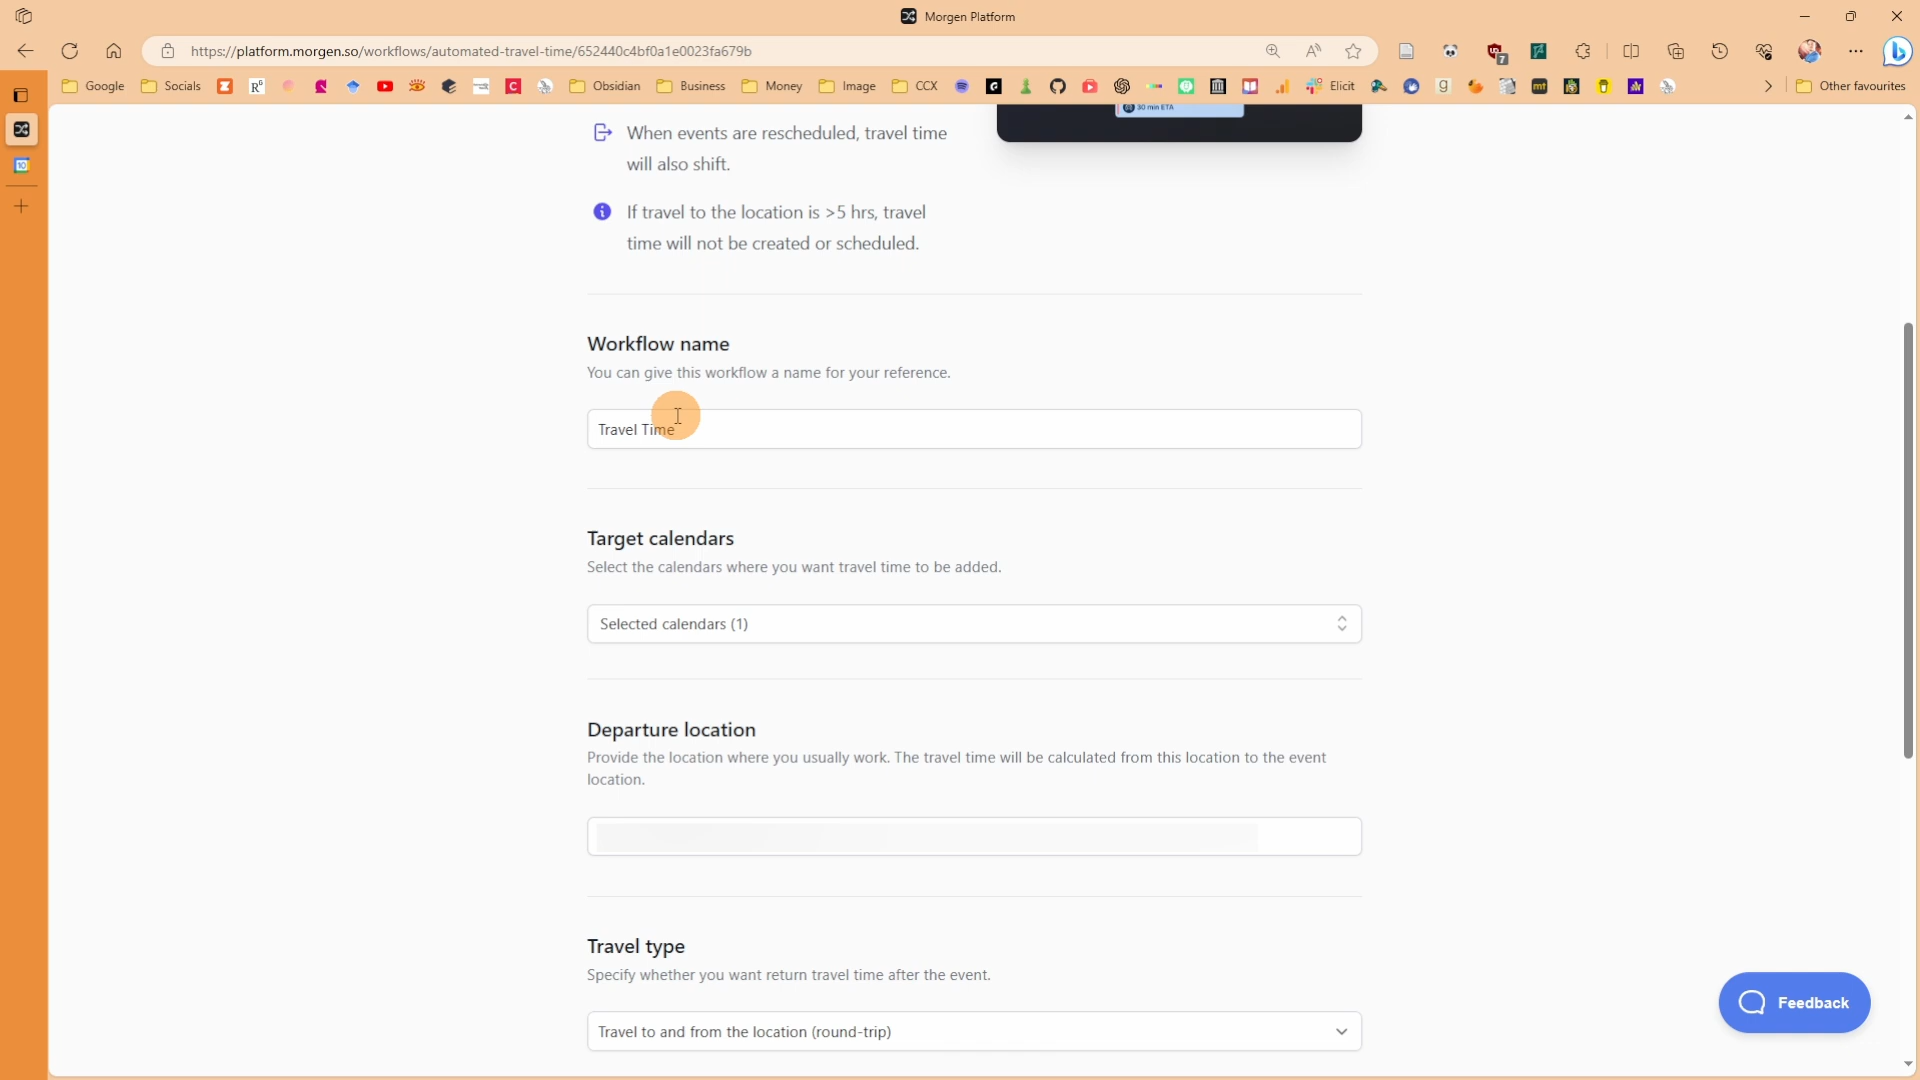 Morgen Platform
https://platform.morgen.so/workflows/automated-travel-time/652440c4bf0a1e0023fa679b
7
Google
Socials
Obsidian
Business
Money
Image
CCX
Elicit
Other favourites
30 min ETA
When events are rescheduled, travel time
will also shift.
If travel to the location is >5 hrs, travel
time will not be created or scheduled.
Workflow name
You can give this workflow a name for your reference.
Travel Time
Target calendars
Select the calendars where you want travel time to be added.
Selected calendars (1)
Departure location
Provide the location where you usually work. The travel time will be calculated from this location to the event
location.
Travel type
Specify whether you want return travel time after the event.
Travel to and from the location (round-trip)
Feedback